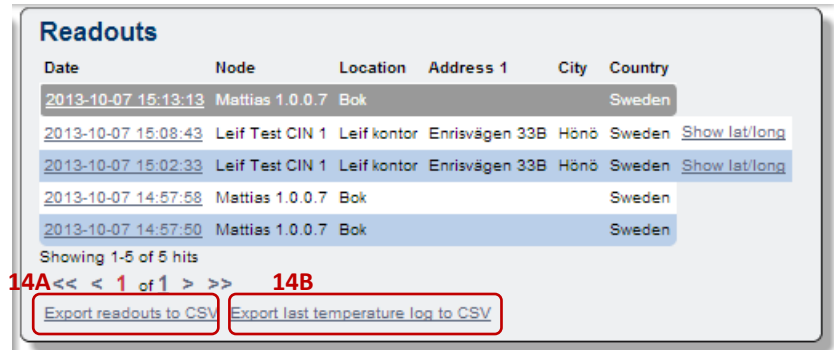 Readouts
Date Node Location Address 1 City Country
2013-10-07 15:13:13 Mattias 1.0.0.7 Bok Sweden
2013-10-07 15:08:43 Leif Test CIN 1 Leif kontor Enrisvägen 33B Hönö Sweden Show lat/long
2013-10-07 15:02:33 Leif Test CIN 1 Leif kontor Enrisvägen 33B Hönö Sweden Show lat/long
2013-10-07 14:57:58 Mattias 1.0.0.7 Bok Sweden
2013-10-07 14:57:50 Mattias 1.0.0.7 Bok Sweden
Showing 1-5 of 5 hits
14A << < 1 of 1 > >> 14B
Export readouts to CSV Export last temperature log to CSV